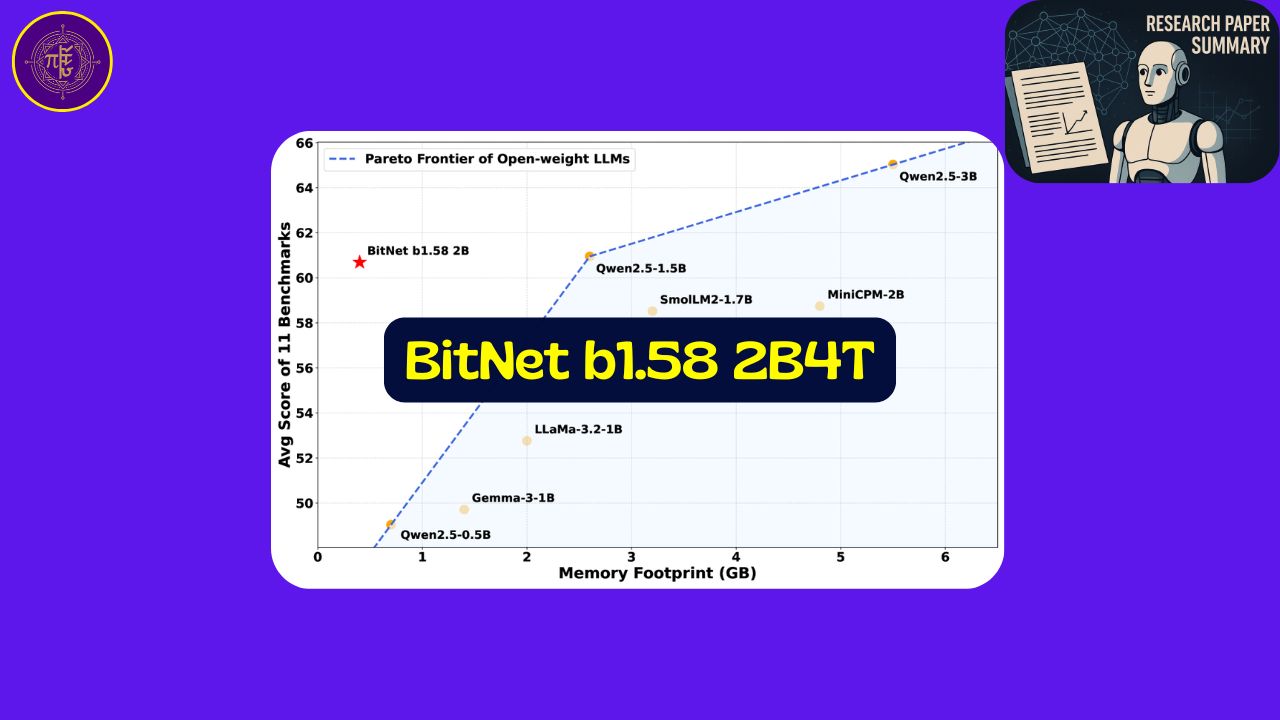 RESEARCH PAPER
SUMMARY
66
64
62
60
58
56
54
52
50
Avg Score of 11 Benchmarks
Pareto Frontier of Open-weight LLMs
Qwen2.5-3B
BitNet b1.58 2B
Qwen2.5-1.5B
SmolLM2-1.7B
MiniCPM-2B
BitNet b1.58 2B4T
LLaMa-3.2-1B
Gemma-3-1B
Qwen2.5-0.5B
0 1 2 3 4 5 6
Memory Footprint (GB)